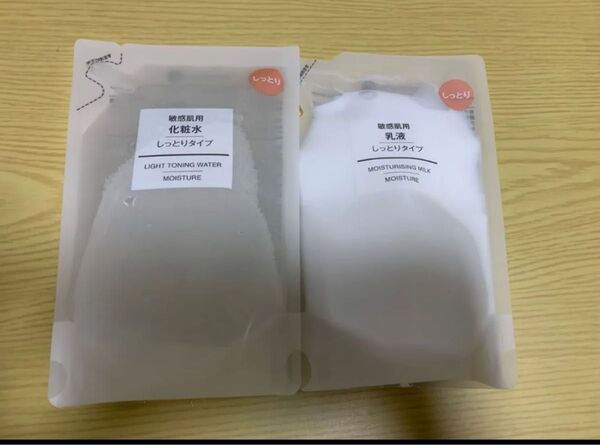 しっとり
敏感肌用
化粧水
しっとりタイプ
LIGHT TONING WATER
MOISTURE
しっとり
敏感肌用
乳液
しっとりタイプ
MOISTURISING MILK
MOISTURE